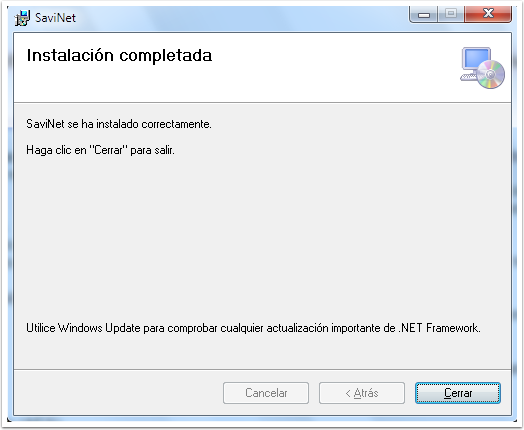 SaviNet
Instalación completada
SaviNet se ha instalado correctamente.
Haga clic en "Cerrar" para salir.
Utilice Windows Update para comprobar cualquier actualización importante de .NET Framework.
Cancelar
< Atrás
Cerrar